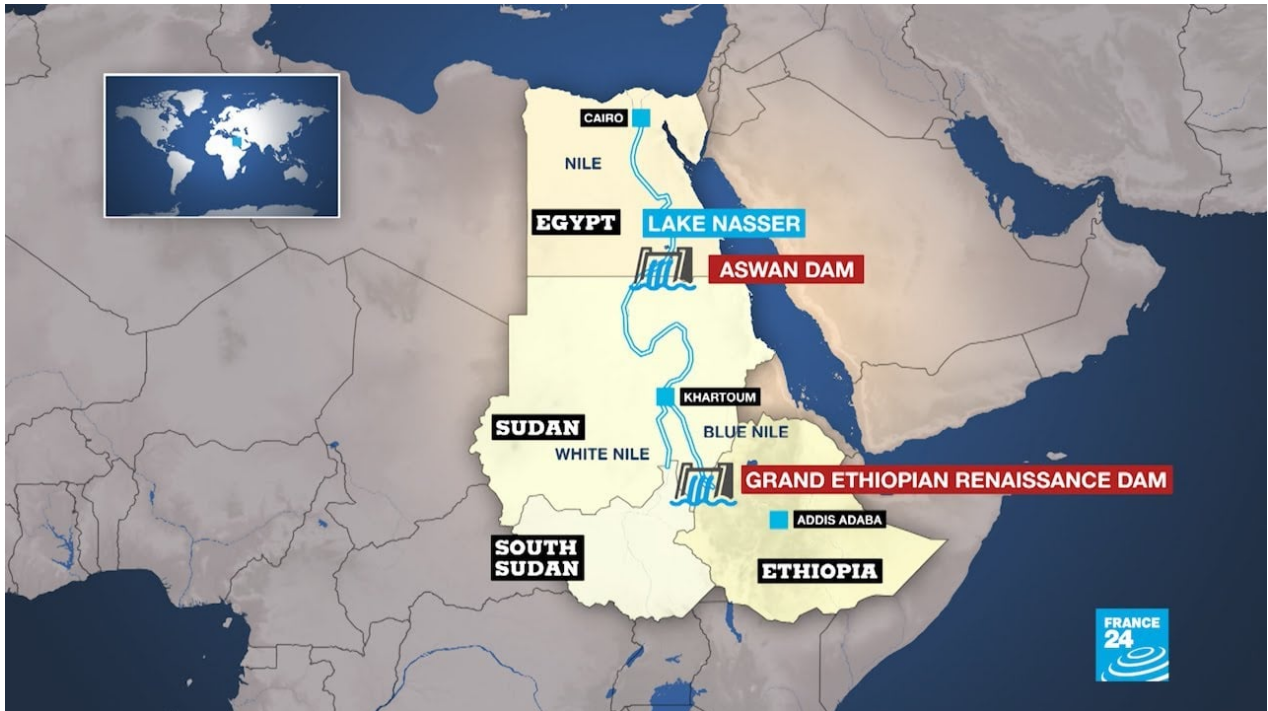 CAIRO
NILE
EGYPT
LAKE NASSER
ASWAN DAM
KHARTOUM
SUDAN
BLUE NILE
WHITE NILE
GRAND ETHIOPIAN RENAISSANCE DAM
ADDIS ADABA
SOUTH
SUDAN
ETHIOPIA
FRANCE
24